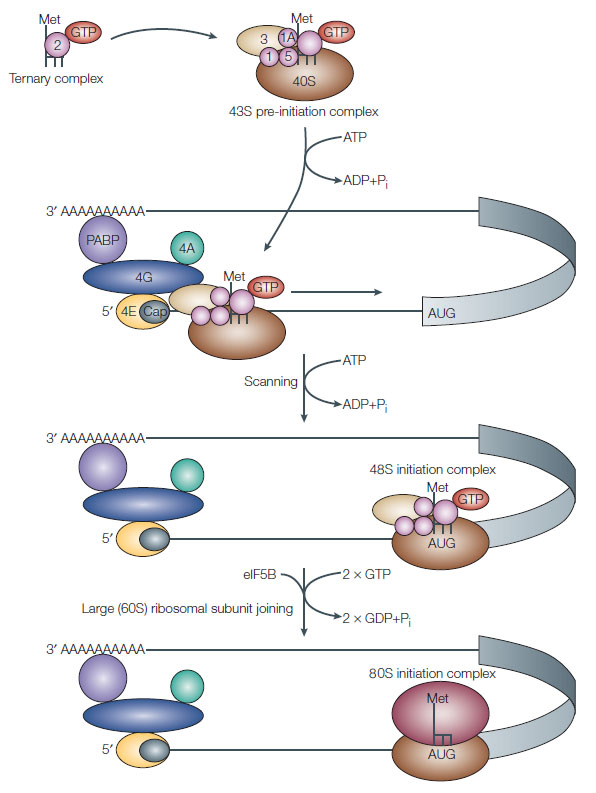 Met
GTP
2
Ternary complex
Met
GTP
3
1A
1
5
40S
43S pre-initiation complex
ATP
ADP+Pi
3′ AAAAAAAAAA
PABP
4A
4G
Met
GTP
5′
4E
Cap
AUG
ATP
Scanning
ADP+Pi
3′ AAAAAAAAAA
48S initiation complex
Met
GTP
5′
AUG
eIF5B
2 × GTP
Large (60S) ribosomal subunit joining
2 × GDP+Pi
3′ AAAAAAAAAA
80S initiation complex
Met
5′
AUG